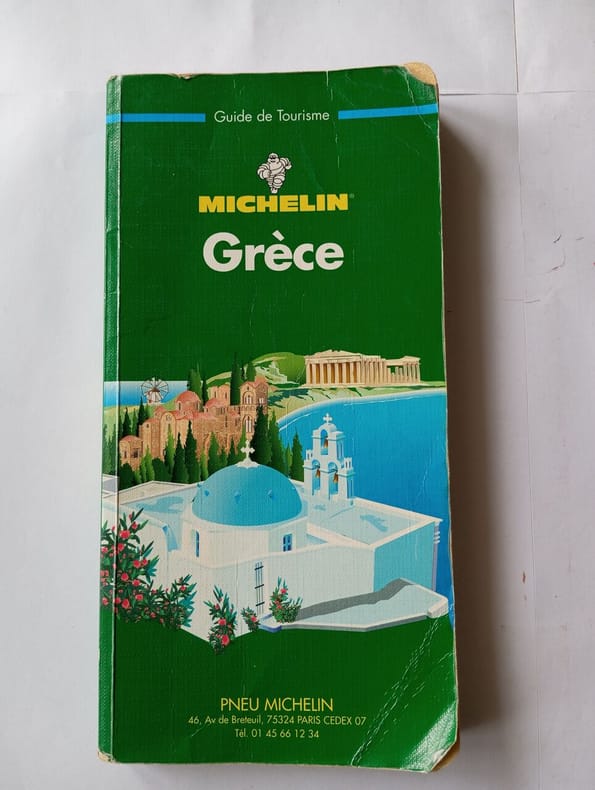 Guide de Tourisme
MICHELIN®
Grèce
PNEU MICHELIN
46, Av de Breteuil, 75324 PARIS CEDEX 07
Tél. 01 45 66 12 34